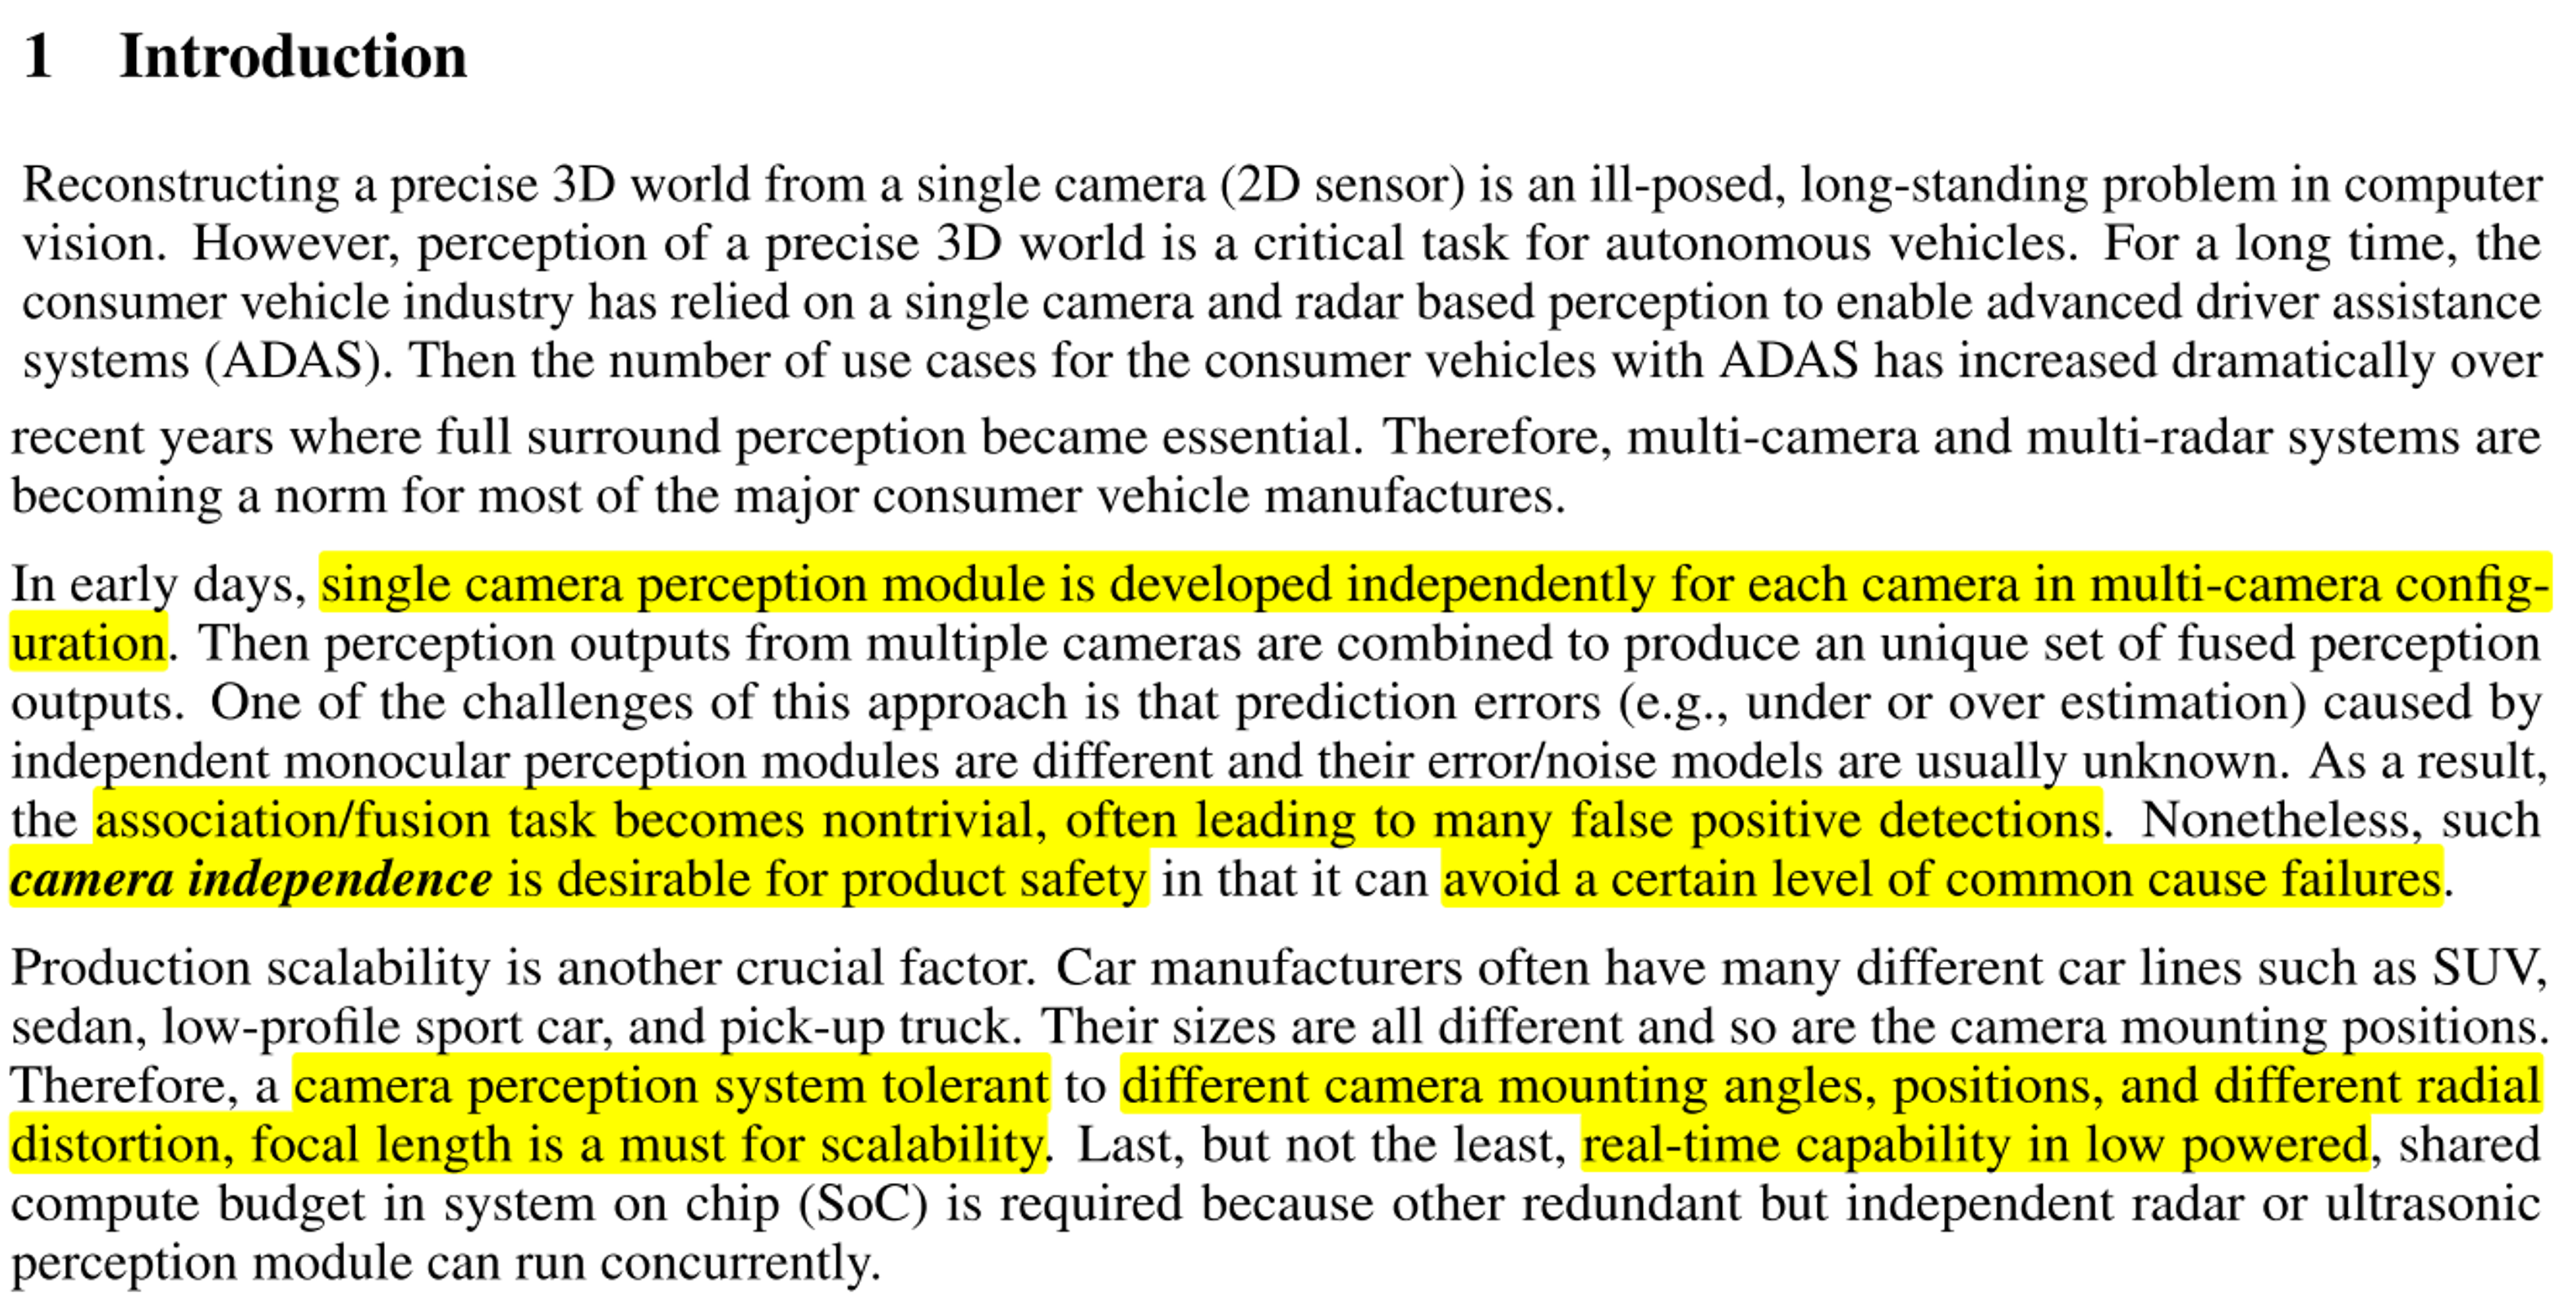 1 Introduction
Reconstructing a precise 3D world from a single camera (2D sensor) is an ill-posed, long-standing problem in computer
vision. However, perception of a precise 3D world is a critical task for autonomous vehicles. For a long time, the
consumer vehicle industry has relied on a single camera and radar based perception to enable advanced driver assistance
systems (ADAS). Then the number of use cases for the consumer vehicles with ADAS has increased dramatically over
recent years where full surround perception became essential. Therefore, multi-camera and multi-radar systems are
becoming a norm for most of the major consumer vehicle manufactures.
In early days, single camera perception module is developed independently for each camera in multi-camera config-
uration. Then perception outputs from multiple cameras are combined to produce an unique set of fused perception
outputs. One of the challenges of this approach is that prediction errors (e.g., under or over estimation) caused by
independent monocular perception modules are different and their error/noise models are usually unknown. As a result,
the association/fusion task becomes nontrivial, often leading to many false positive detections. Nonetheless, such
camera independence is desirable for product safety in that it can avoid a certain level of common cause failures.
Production scalability is another crucial factor. Car manufacturers often have many different car lines such as SUV,
sedan, low-profile sport car, and pick-up truck. Their sizes are all different and so are the camera mounting positions.
Therefore, a camera perception system tolerant to different camera mounting angles, positions, and different radial
distortion, focal length is a must for scalability. Last, but not the least, real-time capability in low powered, shared
compute budget in system on chip (SoC) is required because other redundant but independent radar or ultrasonic
perception module can run concurrently.